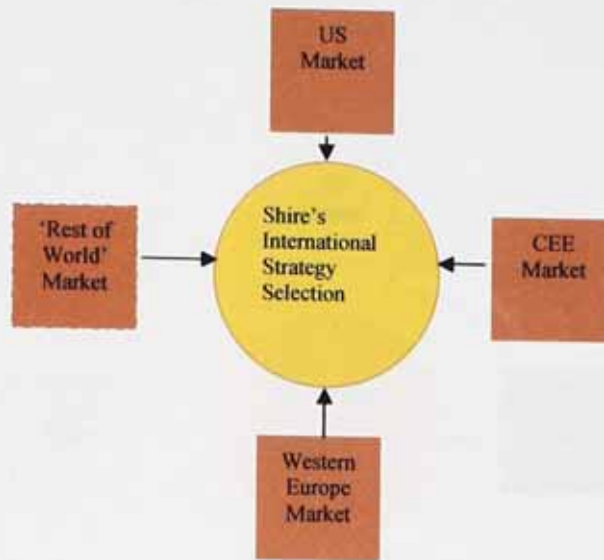 US
Market
Shire's
International
Strategy
Selection
'Rest of
World'
Market
CEE
Market
Western
Europe
Market